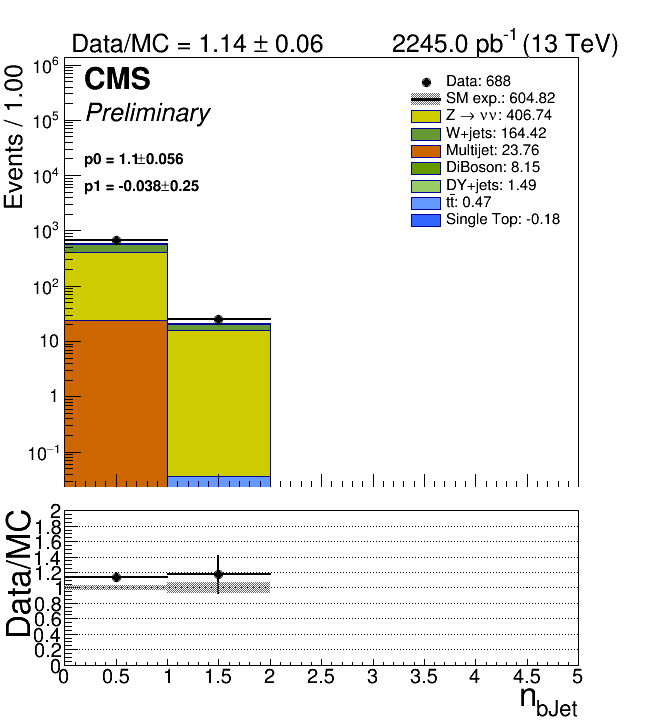 Data/MC = 1.14 ± 0.06 2245.0 pb⁻¹ (13 TeV)
Events / 1.00
10⁶
10⁵
10⁴
10³
10²
10
1
10⁻¹
CMS
Preliminary
p0 = 1.1±0.056
p1 = -0.038±0.25
Data: 688
SM exp.: 604.82
Z → νν: 406.74
W+jets: 164.42
Multijet: 23.76
DiBoson: 8.15
DY+jets: 1.49
tt̄: 0.47
Single Top: -0.18
Data/MC
2
1.8
1.6
1.4
1.2
1
0.8
0.6
0.4
0.2
0
0 0.5 1 1.5 2 2.5 3 3.5 4 4.5 5
n_bJet